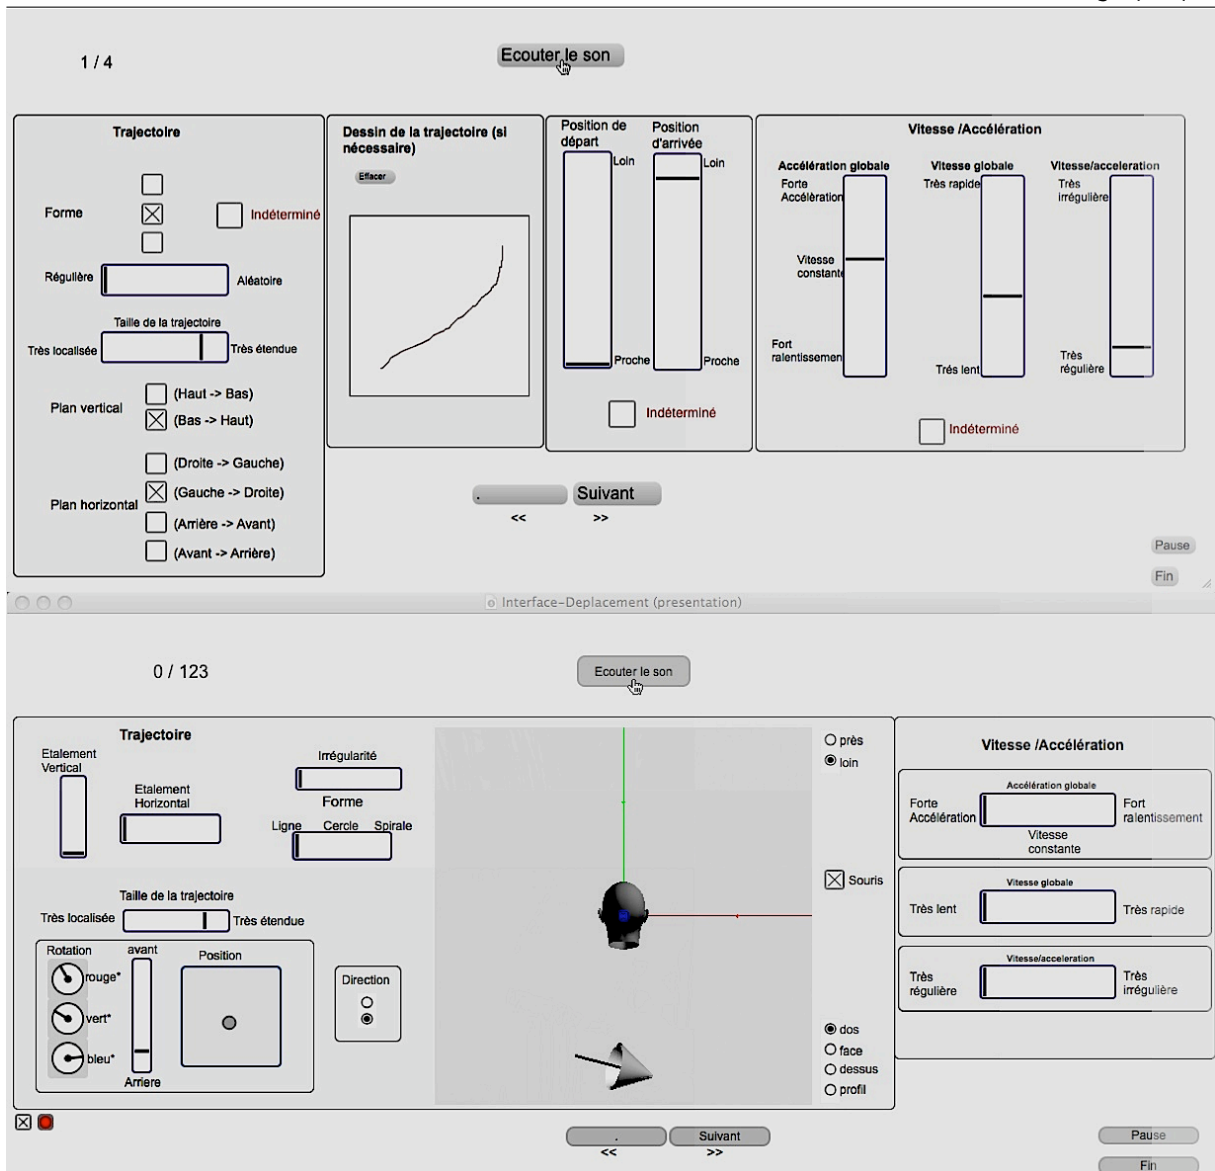 1 / 4
Ecouter le son
Trajectoire
Forme
Indéterminé
Régulière
Aléatoire
Taille de la trajectoire
Très localisée
Très étendue
Plan vertical
(Haut -> Bas)
(Bas -> Haut)
Plan horizontal
(Droite -> Gauche)
(Gauche -> Droite)
(Arrière -> Avant)
(Avant -> Arrière)
Dessin de la trajectoire (si
nécessaire)
Effacer
Position de
départ
Position
d'arrivée
Loin
Loin
Proche
Proche
Indéterminé
Vitesse /Accélération
Accélération globale
Forte
Accélèration
Vitesse
constante
Fort
ralentissemen
Vitesse globale
Très rapide
Trés lent
Vitesse/acceleration
Très
irrégulière
Très
régulière
Indéterminé
.
Suivant
<<
>>
Pause
Fin
Interface-Deplacement (presentation)
0 / 123
Ecouter le son
Trajectoire
Etalement
Vertical
Etalement
Horizontal
Irrégularité
Forme
Ligne
Cercle
Spirale
Taille de la trajectoire
Très localisée
Très étendue
Rotation
rouge*
vert*
bleu*
avant
Arriere
Position
Direction
près
loin
Souris
dos
face
dessus
profil
Vitesse /Accélération
Accélération globale
Forte
Accélération
Fort
ralentissement
Vitesse
constante
Vitesse globale
Très lent
Très rapide
Vitesse/acceleration
Très
régulière
Très
irrégulière
.
Suivant
<<
>>
Pause
Fin